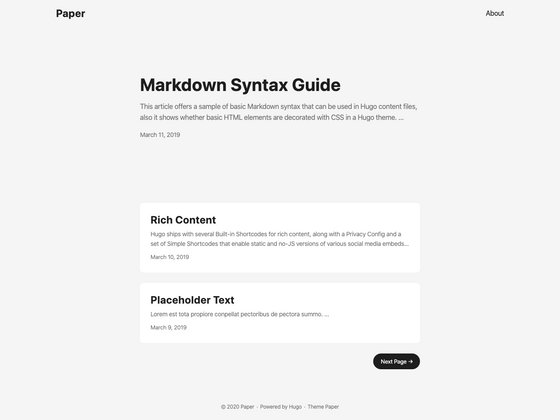 Paper
About
Markdown Syntax Guide
This article offers a sample of basic Markdown syntax that can be used in Hugo content files,
also it shows whether basic HTML elements are decorated with CSS in a Hugo theme. ...
March 11, 2019
Rich Content
Hugo ships with several Built-in Shortcodes for rich content, along with a Privacy Config and a
set of Simple Shortcodes that enable static and no-JS versions of various social media embeds...
March 10, 2019
Placeholder Text
Lorem est tota propiore conpellat pectoribus de pectora summo. ...
March 9, 2019
Next Page →
© 2020 Paper · Powered by Hugo · Theme Paper